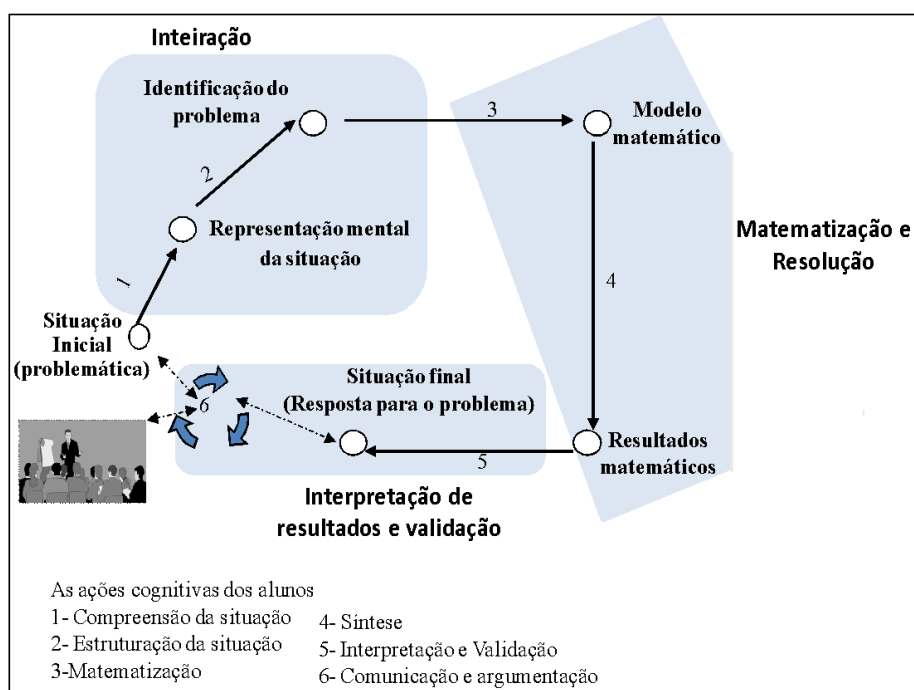 Inteiração
Identificação do
problema
3
Modelo
matemático
2
Representação mental
da situação
Matematização e
Resolução
1
4
Situação
Inicial
(problemática)
Situação final
(Resposta para o problema)
6
Resultados
matemáticos
5
Interpretação de
resultados e validação
As ações cognitivas dos alunos
1- Compreensão da situação
2- Estruturação da situação
3-Matematização
4- Síntese
5- Interpretação e Validação
6- Comunicação e argumentação